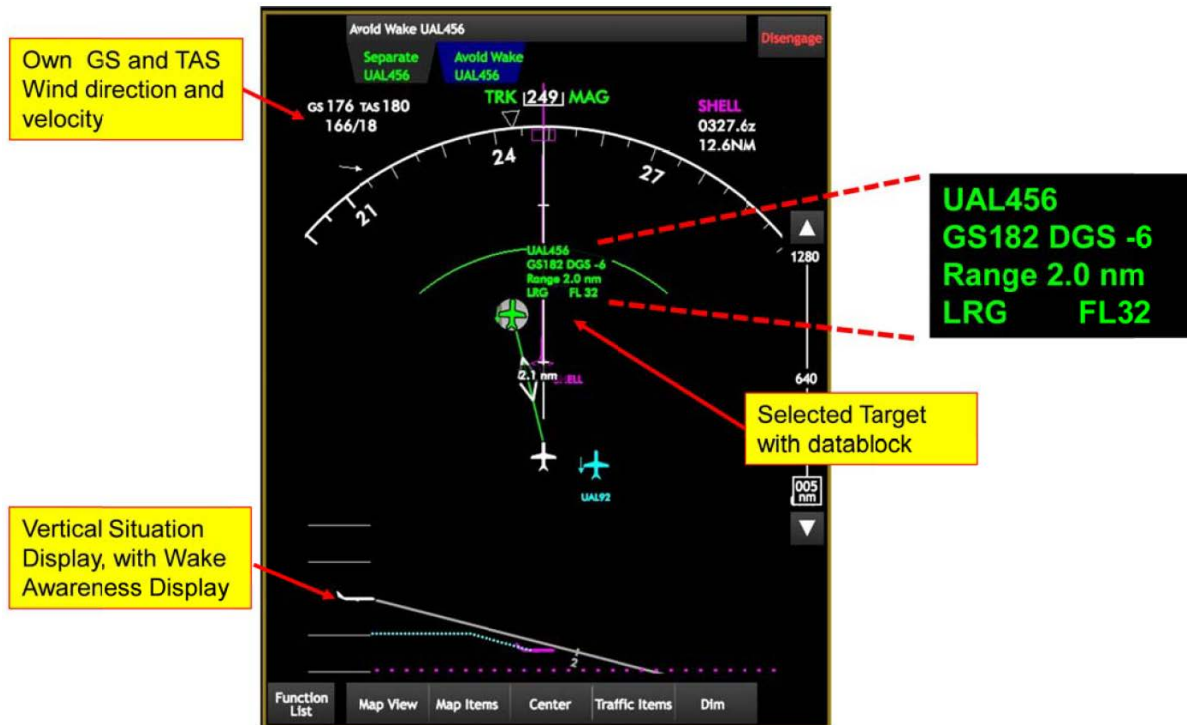 Own GS and TAS
Wind direction and
velocity
Avoid Wake UAL456
Disengage
Separate
UAL456
Avoid Wake
UAL456
GS 176 TAS 180
166/18
TRK 249 MAG
SHELL
0327.6z
12.6NM
21
24
27
UAL456
GS182 DGS -6
Range 2.0 nm
LRG FL 32
UAL456
GS182 DGS -6
Range 2.0 nm
LRG FL32
1280
640
005
nm
2.1 nm
SHELL
UAL92
Selected Target
with datablock
Vertical Situation
Display, with Wake
Awareness Display
2
Function
List
Map View
Map Items
Center
Traffic Items
Dim